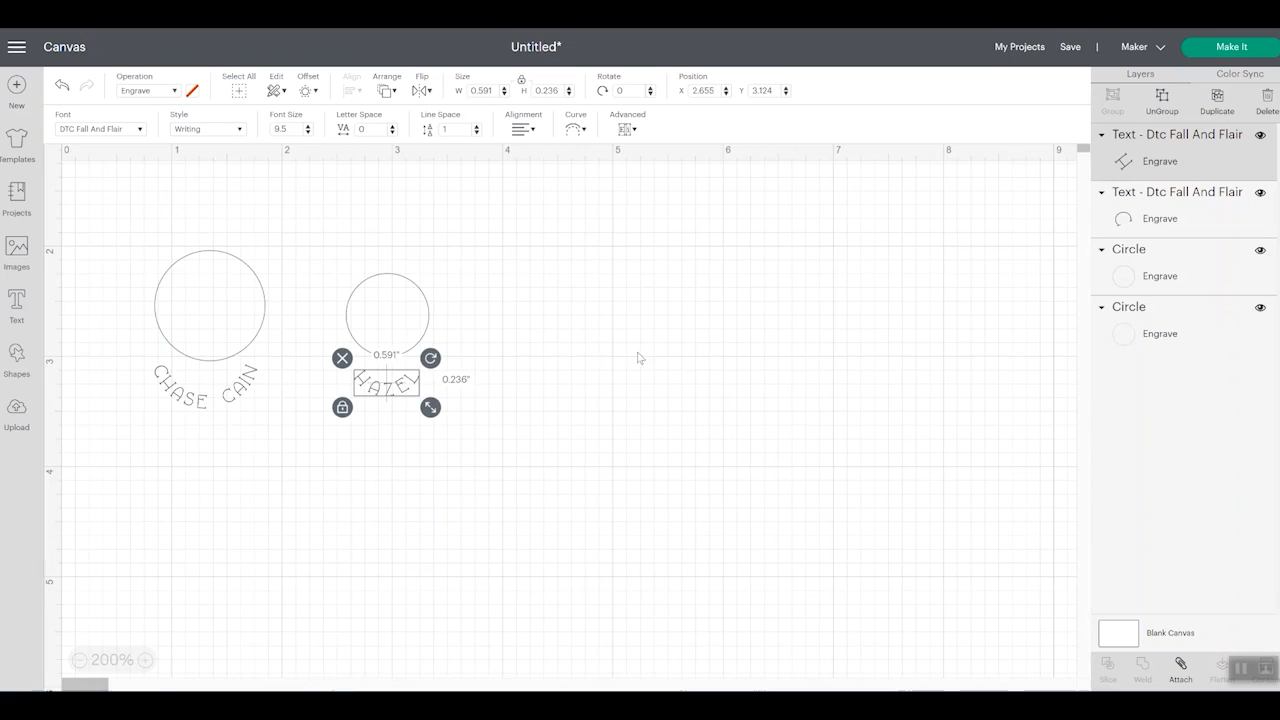 Canvas
Untitled*
My Projects Save | Maker Make It
Operation Select All Edit Offset Align Arrange Flip Size Rotate Position
Engrave W 0.591 H 0.236 0 X 2.655 Y 3.124
Font Style Font Size Letter Space Line Space Alignment Curve Advanced
DTC Fall And Flair Writing 9.5 VA 0 1
New
Templates
Projects
Images
Text
Shapes
Upload
0 1 2 3 4 5 6 7 8 9
2
3
4
5
CHASE CAIN
0.591"
HAZEL
0.236"
200%
Layers Color Sync
Group UnGroup Duplicate Delete
Text - Dtc Fall And Flair
Engrave
Text - Dtc Fall And Flair
Engrave
Circle
Engrave
Circle
Engrave
Blank Canvas
Slice Weld Attach